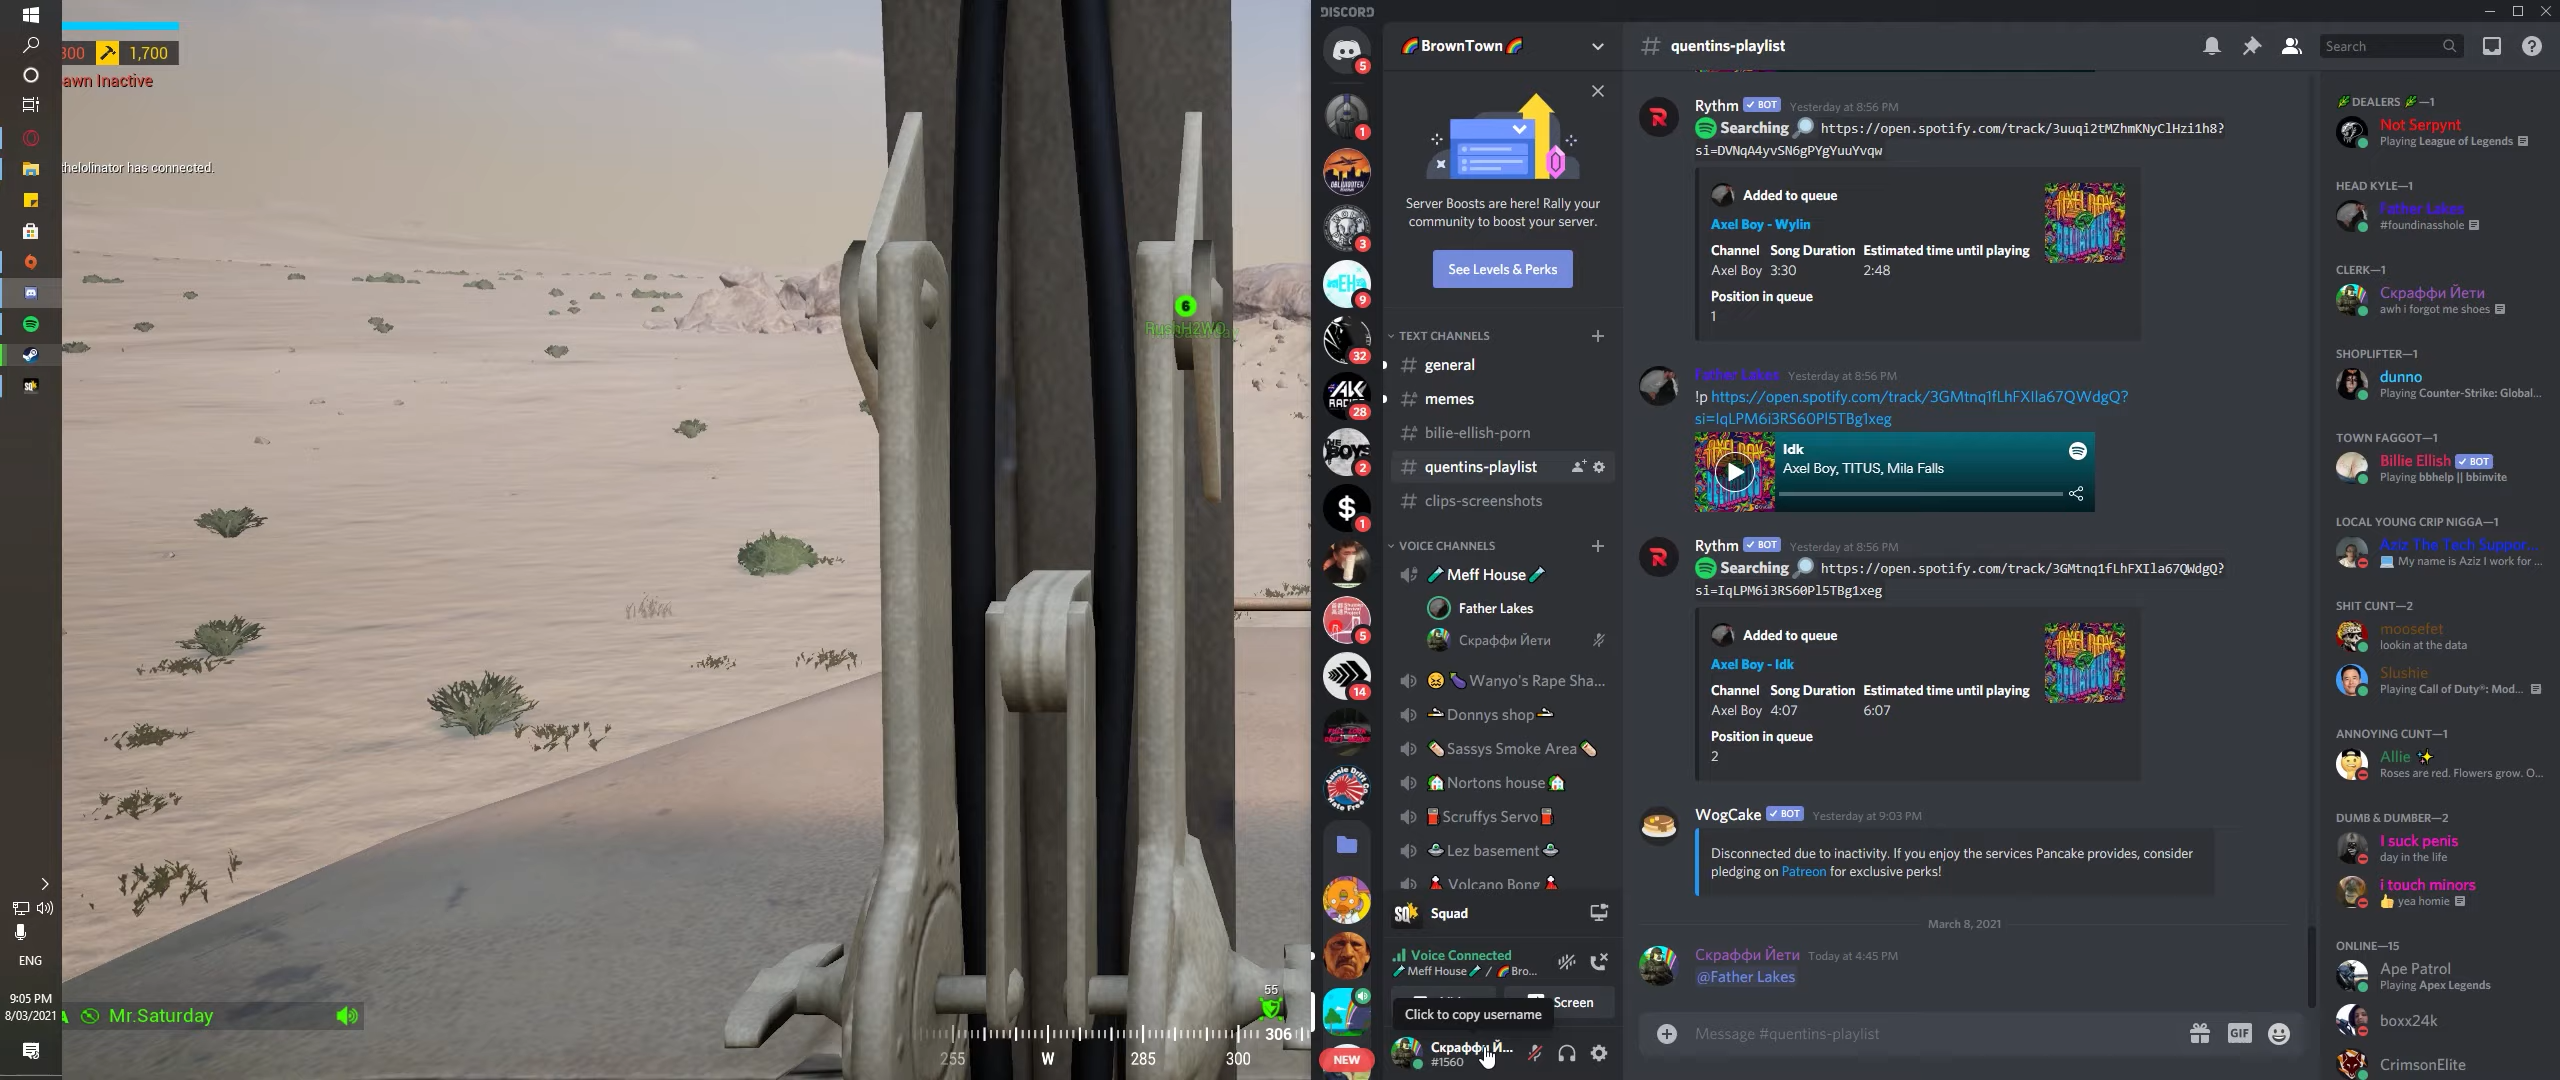 DISCORD
300
1,700
awn Inactive
thelolinator has connected.
6
RushH2WO
Mr.Saturday
55
306
255
W
285
300
ENG
9:05 PM
8/03/2021
5
1
3
9
32
28
2
$
1
5
14
NEW
🌈BrownTown🌈
Server Boosts are here! Rally your
community to boost your server.
See Levels & Perks
TEXT CHANNELS
general
memes
bilie-ellish-porn
quentins-playlist
clips-screenshots
VOICE CHANNELS
Meff House
Father Lakes
Скраффи Йети
Wanyo's Rape Sha...
Donnys shop
Sassys Smoke Area
Nortons house
Scruffys Servo
Lez basement
Volcano Bong
Squad
Voice Connected
Meff House / 🌈Bro...
Screen
Click to copy username
Скраффи Й...
#1560
# quentins-playlist
Search
Rythm BOT Yesterday at 8:56 PM
Searching https://open.spotify.com/track/3uuqi2tMZhmKNyClHzi1h8?
si=DVNqA4yvSN6gPYgYuuYvqw
Added to queue
Axel Boy - Wylin
Channel Song Duration Estimated time until playing
Axel Boy 3:30 2:48
Position in queue
1
Father Lakes Yesterday at 8:56 PM
!p https://open.spotify.com/track/3GMtnq1fLhFXIla67QWdgQ?
si=IqLPM6i3RS60Pl5TBg1xeg
Idk
Axel Boy, TITUS, Mila Falls
Rythm BOT Yesterday at 8:56 PM
Searching https://open.spotify.com/track/3GMtnq1fLhFXIla67QWdgQ?
si=IqLPM6i3RS60Pl5TBg1xeg
Added to queue
Axel Boy - Idk
Channel Song Duration Estimated time until playing
Axel Boy 4:07 6:07
Position in queue
2
WogCake BOT Yesterday at 9:03 PM
Disconnected due to inactivity. If you enjoy the services Pancake provides, consider
pledging on Patreon for exclusive perks!
March 8, 2021
Скраффи Йети Today at 4:45 PM
@Father Lakes
Message #quentins-playlist
GIF
DEALERS—1
Not Serpynt
Playing League of Legends
HEAD KYLE—1
Father Lakes
#foundinasshole
CLERK—1
Скраффи Йети
awh i forgot me shoes
SHOPLIFTER—1
dunno
Playing Counter-Strike: Global...
TOWN FAGGOT—1
Billie Ellish BOT
Playing bbhelp || bbinvite
LOCAL YOUNG CRIP NIGGA—1
Aziz The Tech Suppor...
My name is Aziz I work for ...
SHIT CUNT—2
moosefet
lookin at the data
Slushie
Playing Call of Duty®: Mod...
ANNOYING CUNT—1
Allie ✨
Roses are red. Flowers grow. O...
DUMB & DUMBER—2
I suck penis
day in the life
i touch minors
👍 yea homie
ONLINE—15
Ape Patrol
Playing Apex Legends
boxx24k
CrimsonElite